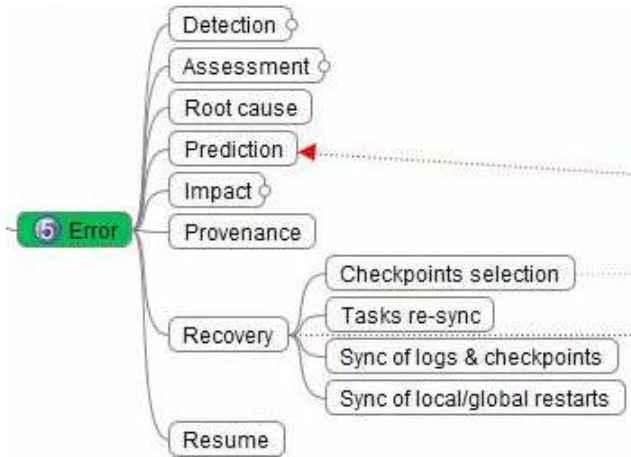 Detection
Assessment
Root cause
Prediction
Impact
5 Error
Provenance
Checkpoints selection
Tasks re-sync
Recovery
Sync of logs & checkpoints
Sync of local/global restarts
Resume